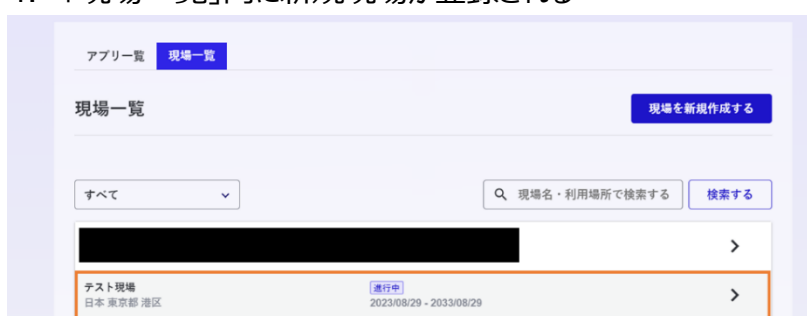 アプリ一覧 現場一覧
現場一覧
現場を新規作成する
すべて
現場名・利用場所で検索する
検索する
テスト現場
進行中
日本 東京都 港区
2023/08/29 - 2033/08/29